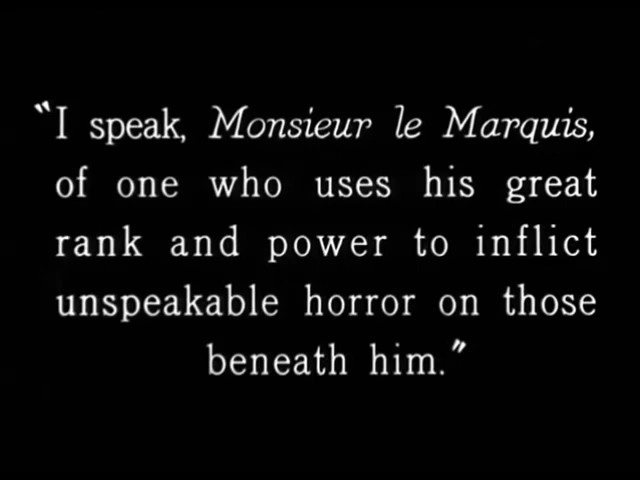 "I speak, Monsieur le Marquis,
of one who uses his great
rank and power to inflict
unspeakable horror on those
beneath him."